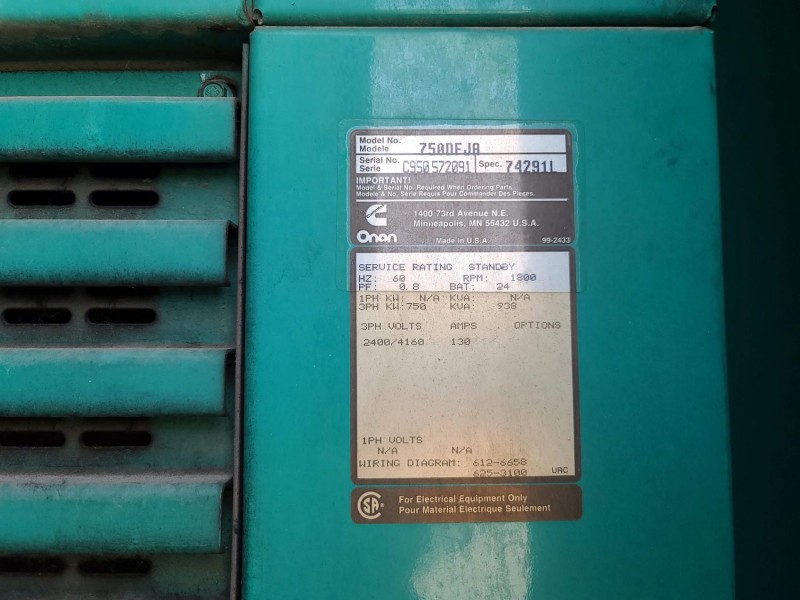 Model No.
Modele 750DFJA
Serial No.
Serie C950572091 Spec. 74291L
IMPORTANT!
Model & Serial No. Required When Ordering Parts.
Modele & No. Serie Requis Pour Commander Des Pieces.
1400 73rd Avenue N.E.
Minneapolis, MN 55432 U.S.A.
Onan
Made in U.S.A. 99-2433
SERVICE RATING STANDBY
HZ: 60 RPM: 1800
PF: 0.8 BAT: 24
1PH KW: N/A KVA: N/A
3PH KW:750 KVA: 938
3PH VOLTS AMPS OPTIONS
2400/4160 130
1PH VOLTS
N/A N/A
WIRING DIAGRAM: 612-6658
625-3100 URC
CSA
For Electrical Equipment Only
Pour Material Electrique Seulement